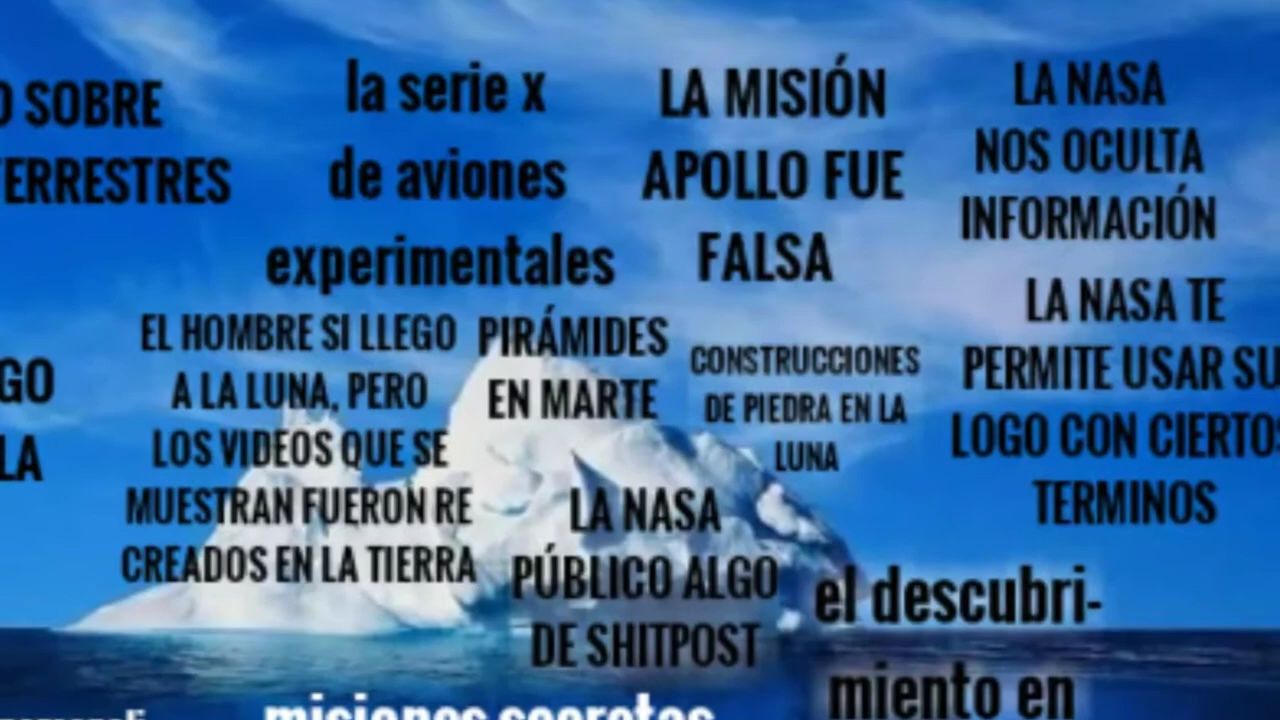 O SOBRE
TERRESTRES
la serie x
de aviones
experimentales
LA MISIÓN
APOLLO FUE
FALSA
LA NASA
NOS OCULTA
INFORMACIÓN
GO
LA
EL HOMBRE SI LLEGO
A LA LUNA, PERO
LOS VIDEOS QUE SE
MUESTRAN FUERON RE
CREADOS EN LA TIERRA
PIRÁMIDES
EN MARTE
CONSTRUCCIONES
DE PIEDRA EN LA
LUNA
LA NASA TE
PERMITE USAR SU
LOGO CON CIERTOS
TERMINOS
LA NASA
PÚBLICO ALGO
DE SHITPOST
el descubri-
miento en
misiones secretas